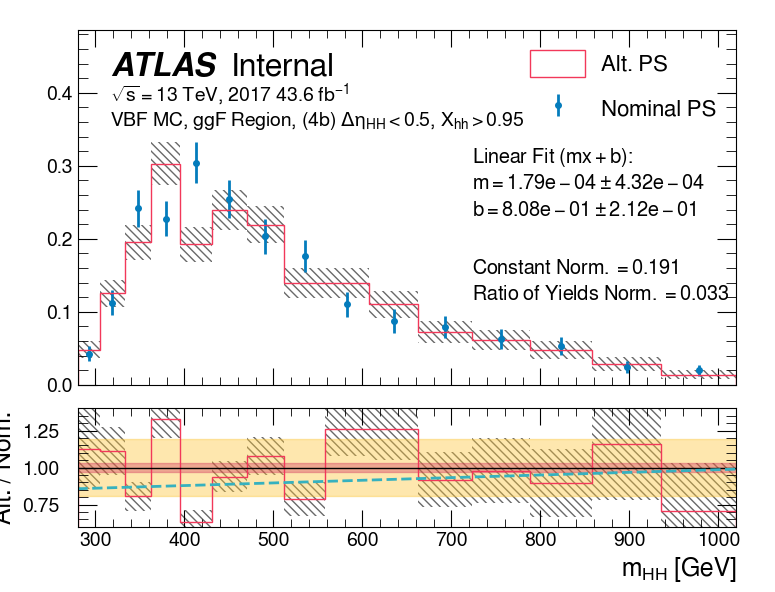 ATLAS Internal
√s = 13 TeV, 2017 43.6 fb⁻¹
VBF MC, ggF Region, (4b) Δη_HH < 0.5, X_hh > 0.95
Alt. PS
Nominal PS
Linear Fit (mx + b):
m = 1.79e − 04 ± 4.32e − 04
b = 8.08e − 01 ± 2.12e − 01
Constant Norm. = 0.191
Ratio of Yields Norm. = 0.033
0.4
0.3
0.2
0.1
0.0
Alt. / Nom.
1.25
1.00
0.75
300 400 500 600 700 800 900 1000
m_HH [GeV]